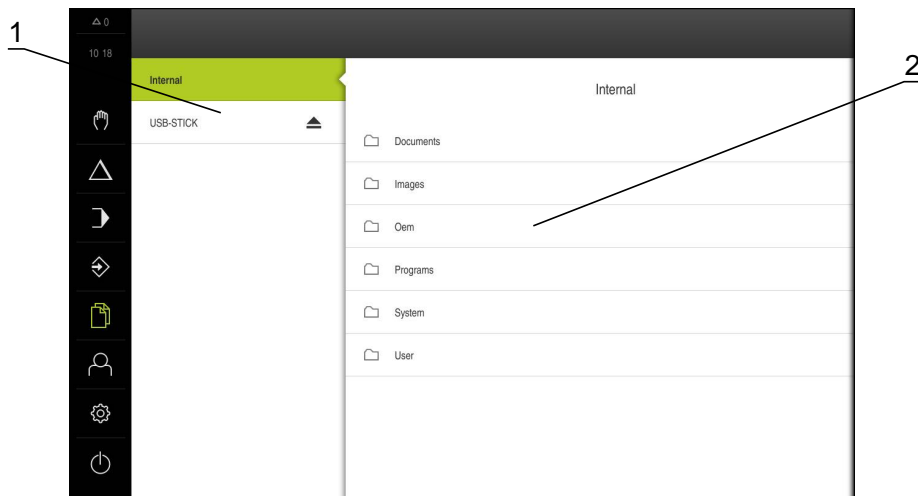 1
△ 0
10 18
2
Internal
USB-STICK
Internal
Documents
Images
Oem
Programs
System
User